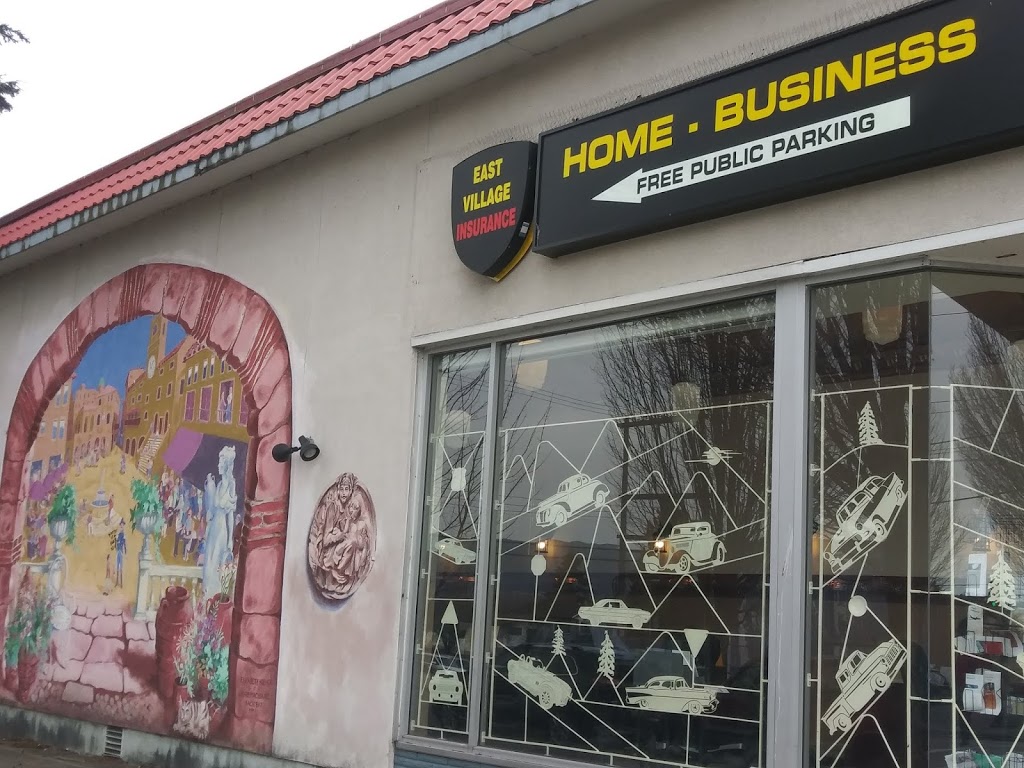 EAST
VILLAGE
INSURANCE
HOME · BUSINESS
FREE PUBLIC PARKING